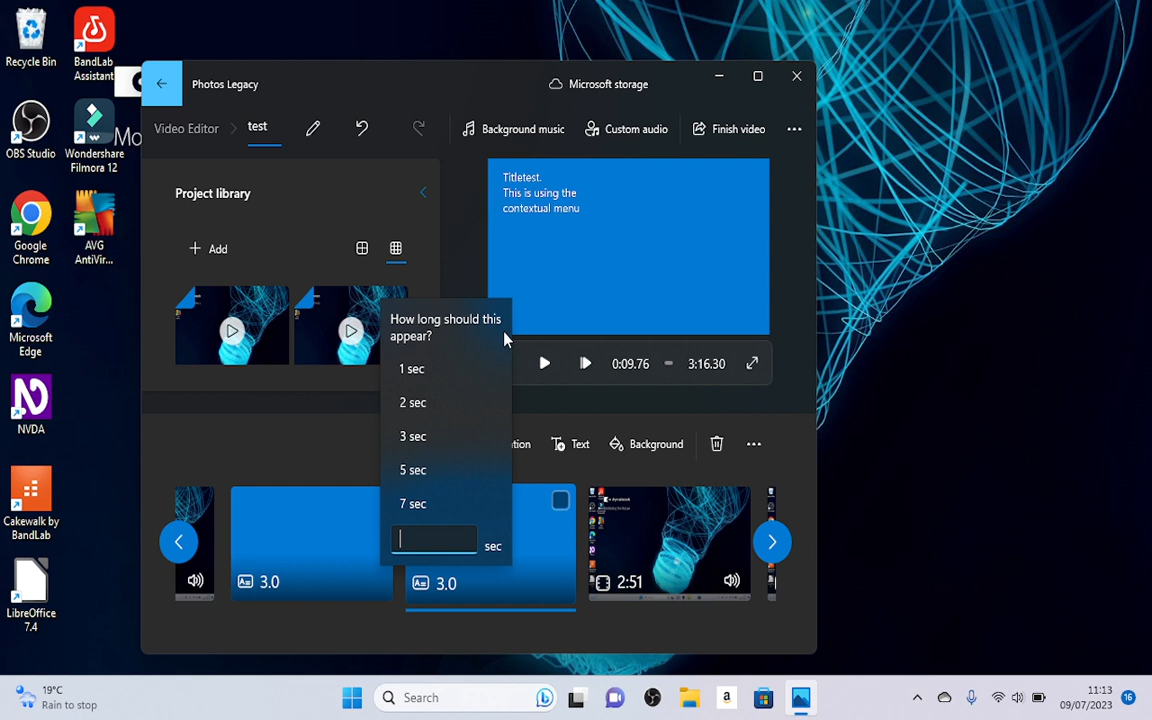 Recycle Bin
BandLab
Assistant
OBS Studio
Wondershare
Filmora 12
Google
Chrome
AVG
AntiVir...
Microsoft
Edge
NVDA
Cakewalk by
BandLab
LibreOffice
7.4
Mo
Photos Legacy
Microsoft storage
Video Editor
test
Background music
Custom audio
Finish video
Project library
Add
Titletest.
This is using the
contextual menu
0:09.76
3:16.30
How long should this
appear?
1 sec
2 sec
3 sec
5 sec
7 sec
sec
tion
Text
Background
3.0
3.0
2:51
19°C
Rain to stop
Search
a
11:13
09/07/2023
16